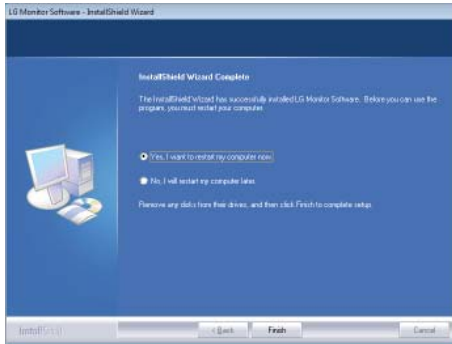 LG Monitor Software - InstallShield Wizard
InstallShield Wizard Complete
The InstallShield Wizard has successfully installed LG Monitor Software. Before you can use the
program, you must restart your computer.
Yes, I want to restart my computer now.
No, I will restart my computer later.
Remove any disks from their drives, and then click Finish to complete setup.
InstallShield
< Back Finish Cancel